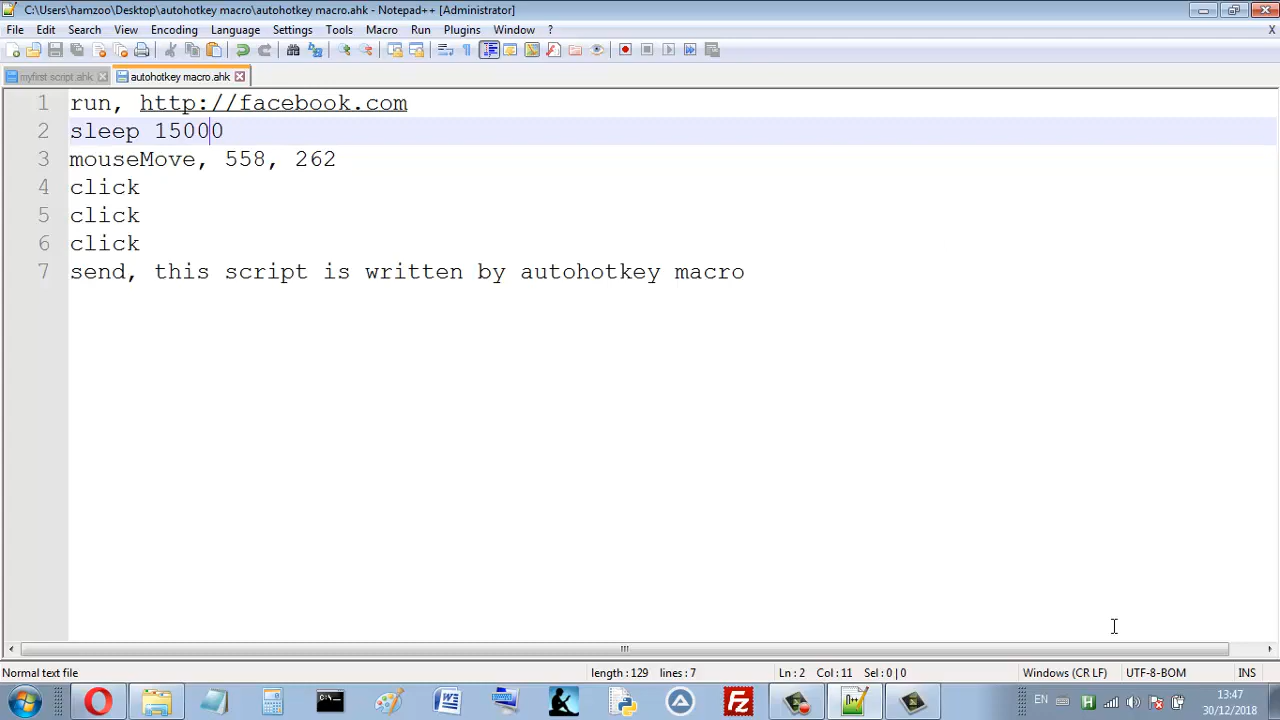 C:\Users\hamzoo\Desktop\autohotkey macro\autohotkey macro.ahk - Notepad++ [Administrator]
File Edit Search View Encoding Language Settings Tools Macro Run Plugins Window ? X
myfirst script.ahk autohotkey macro.ahk
1 run, http://facebook.com
2 sleep 15000
3 mouseMove, 558, 262
4 click
5 click
6 click
7 send, this script is written by autohotkey macro
Normal text file length : 129 lines : 7 Ln : 2 Col : 11 Sel : 0 | 0 Windows (CR LF) UTF-8-BOM INS
EN 13:47
30/12/2018